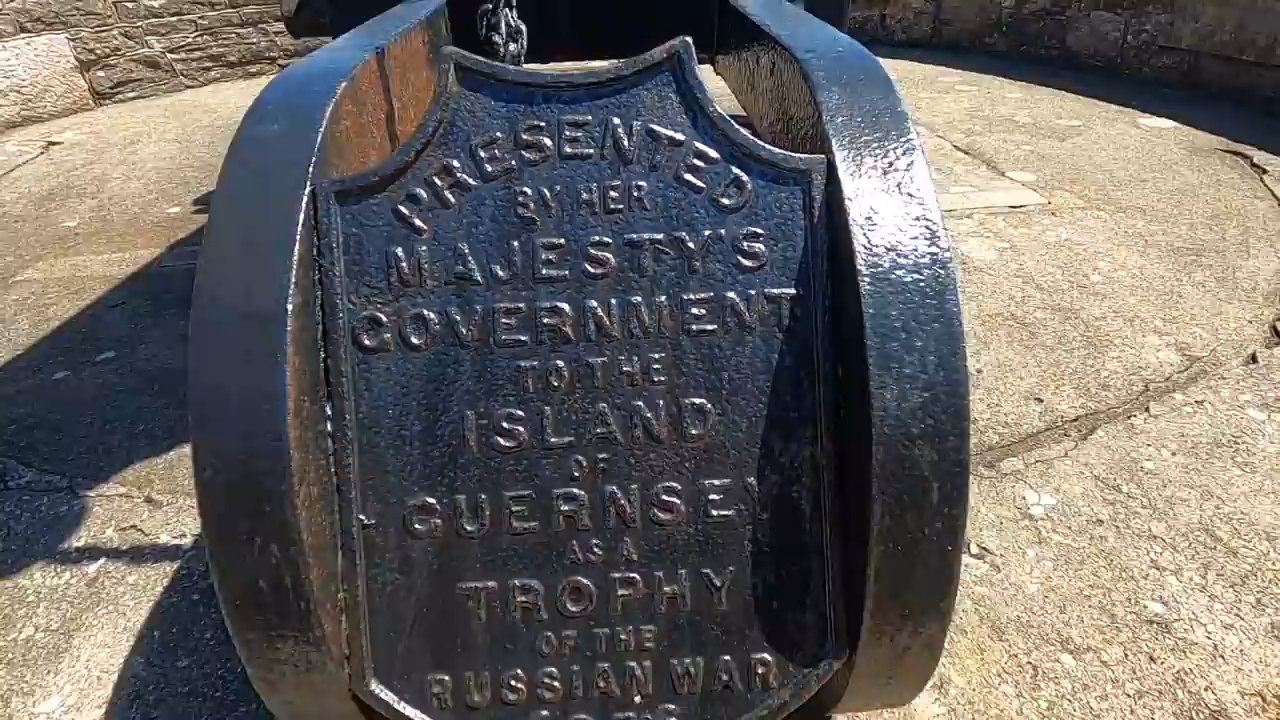 PRESENTED
BY HER
MAJESTY'S
GOVERNMENT
TO THE
ISLAND
OF
GUERNSEY
AS A
TROPHY
OF THE
RUSSIAN WAR